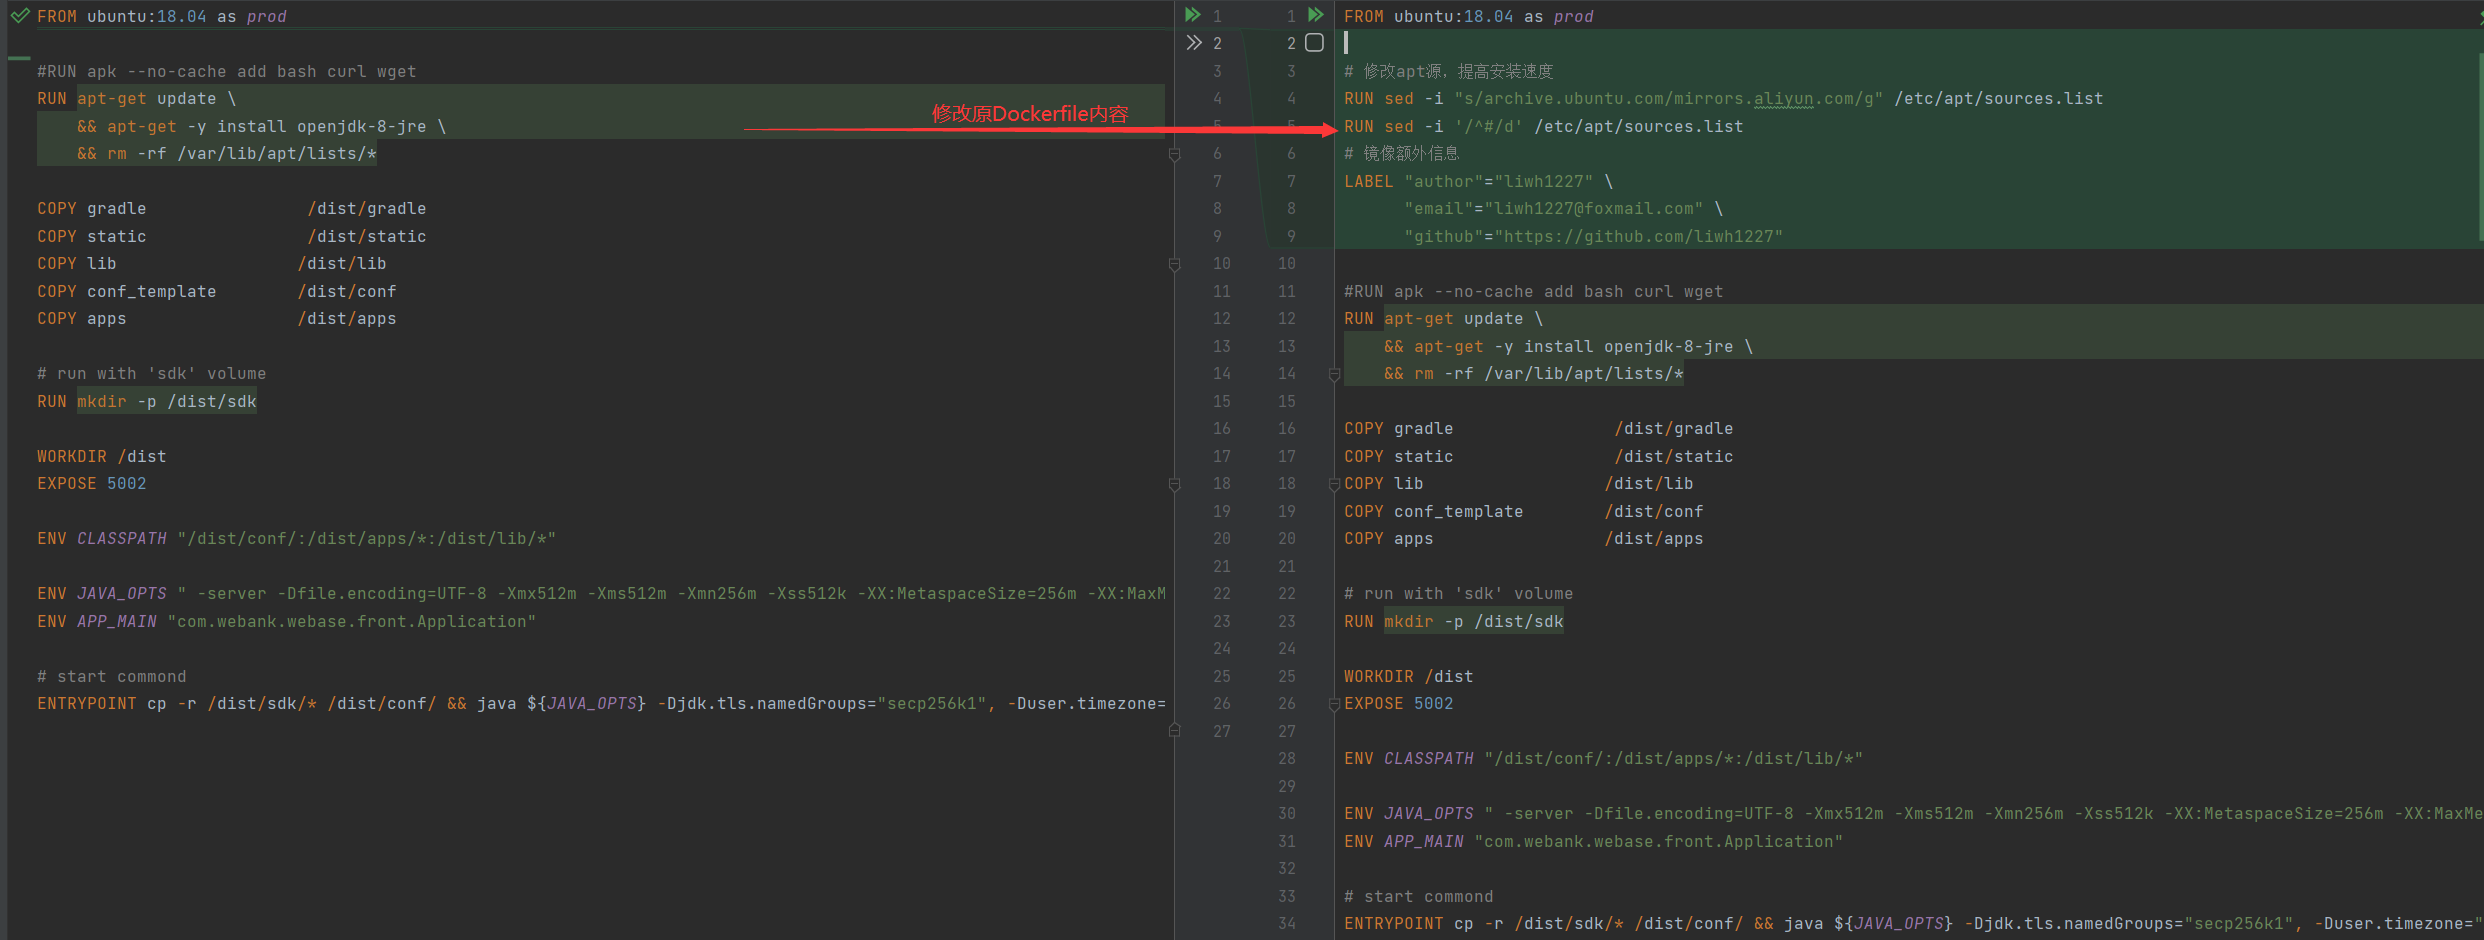 FROM ubuntu:18.04 as prod
#RUN apk --no-cache add bash curl wget
RUN apt-get update \
&& apt-get -y install openjdk-8-jre \
&& rm -rf /var/lib/apt/lists/*
COPY gradle /dist/gradle
COPY static /dist/static
COPY lib /dist/lib
COPY conf_template /dist/conf
COPY apps /dist/apps
# run with 'sdk' volume
RUN mkdir -p /dist/sdk
WORKDIR /dist
EXPOSE 5002
ENV CLASSPATH "/dist/conf/:/dist/apps/*:/dist/lib/*"
ENV JAVA_OPTS " -server -Dfile.encoding=UTF-8 -Xmx512m -Xms512m -Xmn256m -Xss512k -XX:MetaspaceSize=256m -XX:MaxM
ENV APP_MAIN "com.webank.webase.front.Application"
# start commond
ENTRYPOINT cp -r /dist/sdk/* /dist/conf/ && java ${JAVA_OPTS} -Djdk.tls.namedGroups="secp256k1", -Duser.timezone=
修改原Dockerfile内容
1 1
2 2
3 3
4 4
5 5
6 6
7 7
8 8
9 9
10 10
11 11
12 12
13 13
14 14
15 15
16 16
17 17
18 18
19 19
20 20
21 21
22 22
23 23
24 24
25 25
26 26
27 27
28
29
30
31
32
33
34
FROM ubuntu:18.04 as prod
# 修改apt源，提高安装速度
RUN sed -i "s/archive.ubuntu.com/mirrors.aliyun.com/g" /etc/apt/sources.list
RUN sed -i '/^#/d' /etc/apt/sources.list
# 镜像额外信息
LABEL "author"="liwh1227" \
"email"="liwh1227@foxmail.com" \
"github"="https://github.com/liwh1227"
#RUN apk --no-cache add bash curl wget
RUN apt-get update \
&& apt-get -y install openjdk-8-jre \
&& rm -rf /var/lib/apt/lists/*
COPY gradle /dist/gradle
COPY static /dist/static
COPY lib /dist/lib
COPY conf_template /dist/conf
COPY apps /dist/apps
# run with 'sdk' volume
RUN mkdir -p /dist/sdk
WORKDIR /dist
EXPOSE 5002
ENV CLASSPATH "/dist/conf/:/dist/apps/*:/dist/lib/*"
ENV JAVA_OPTS " -server -Dfile.encoding=UTF-8 -Xmx512m -Xms512m -Xmn256m -Xss512k -XX:MetaspaceSize=256m -XX:MaxMe
ENV APP_MAIN "com.webank.webase.front.Application"
# start commond
ENTRYPOINT cp -r /dist/sdk/* /dist/conf/ && java ${JAVA_OPTS} -Djdk.tls.namedGroups="secp256k1", -Duser.timezone="